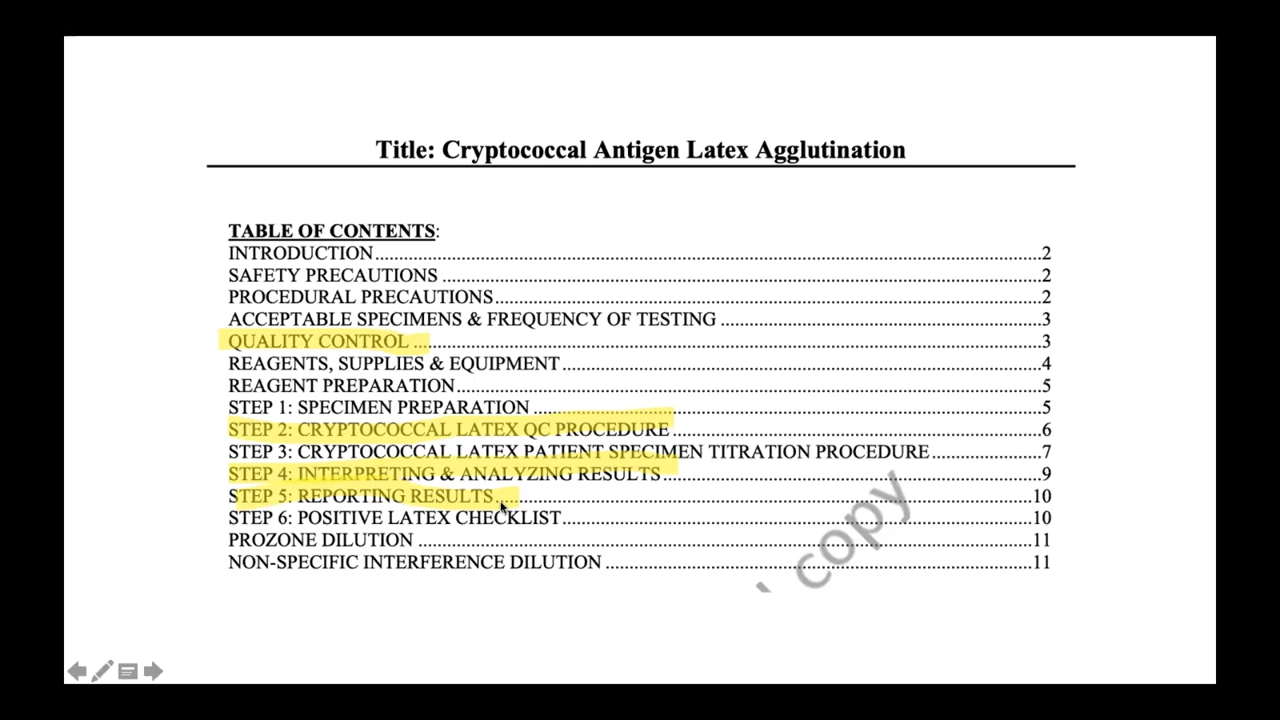 Title: Cryptococcal Antigen Latex Agglutination
TABLE OF CONTENTS:
INTRODUCTION....................2
SAFETY PRECAUTIONS ....................2
PROCEDURAL PRECAUTIONS....................2
ACCEPTABLE SPECIMENS & FREQUENCY OF TESTING ....................3
QUALITY CONTROL ....................3
REAGENTS, SUPPLIES & EQUIPMENT....................4
REAGENT PREPARATION....................5
STEP 1: SPECIMEN PREPARATION ....................5
STEP 2: CRYPTOCOCCAL LATEX QC PROCEDURE....................6
STEP 3: CRYPTOCOCCAL LATEX PATIENT SPECIMEN TITRATION PROCEDURE....................7
STEP 4: INTERPRETING & ANALYZING RESULTS....................9
STEP 5: REPORTING RESULTS....................10
STEP 6: POSITIVE LATEX CHECKLIST....................10
PROZONE DILUTION ....................11
NON-SPECIFIC INTERFERENCE DILUTION ....................11
copy